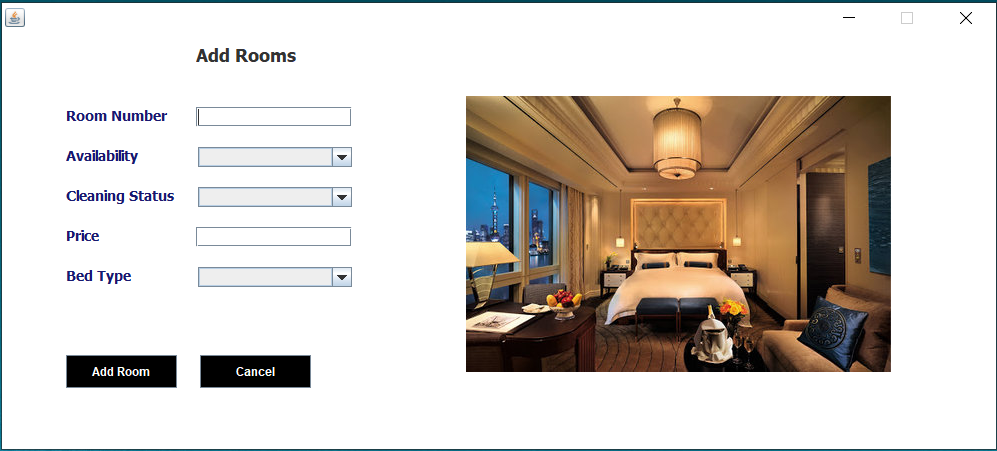 Add Rooms
Room Number
Availability
Cleaning Status
Price
Bed Type
Add Room Cancel